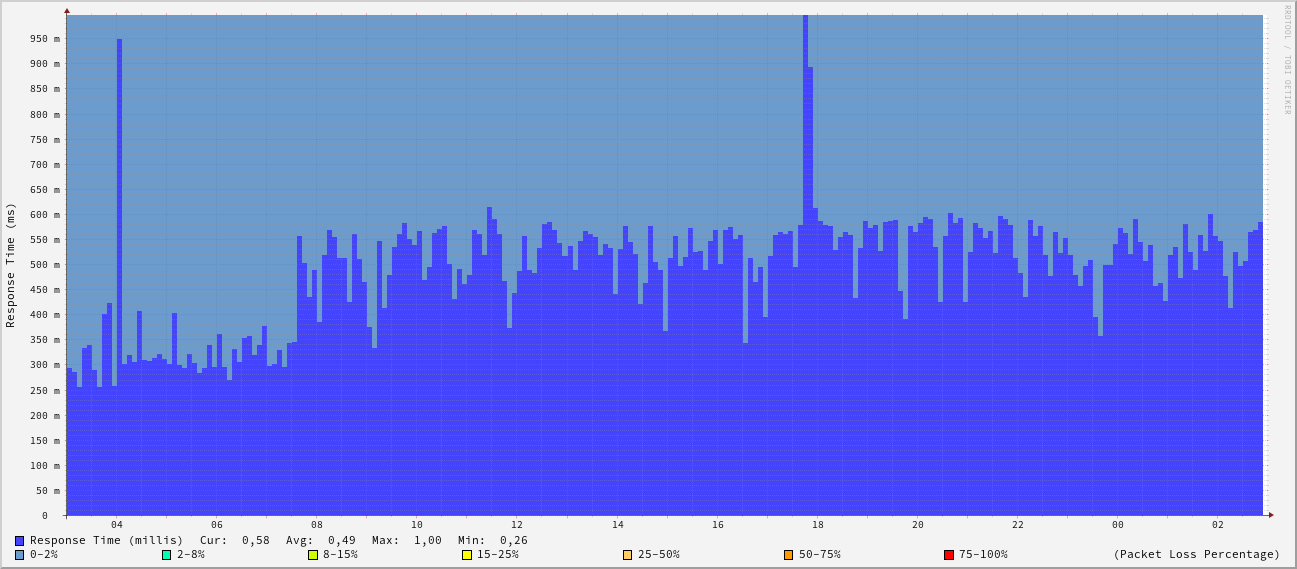 RRDTOOL / TOBI OETIKER
Response Time (ms)
950 m
900 m
850 m
800 m
750 m
700 m
650 m
600 m
550 m
500 m
450 m
400 m
350 m
300 m
250 m
200 m
150 m
100 m
50 m
0
04 06 08 10 12 14 16 18 20 22 00 02
Response Time (millis) Cur: 0,58 Avg: 0,49 Max: 1,00 Min: 0,26
0-2% 2-8% 8-15% 15-25% 25-50% 50-75% 75-100% (Packet Loss Percentage)